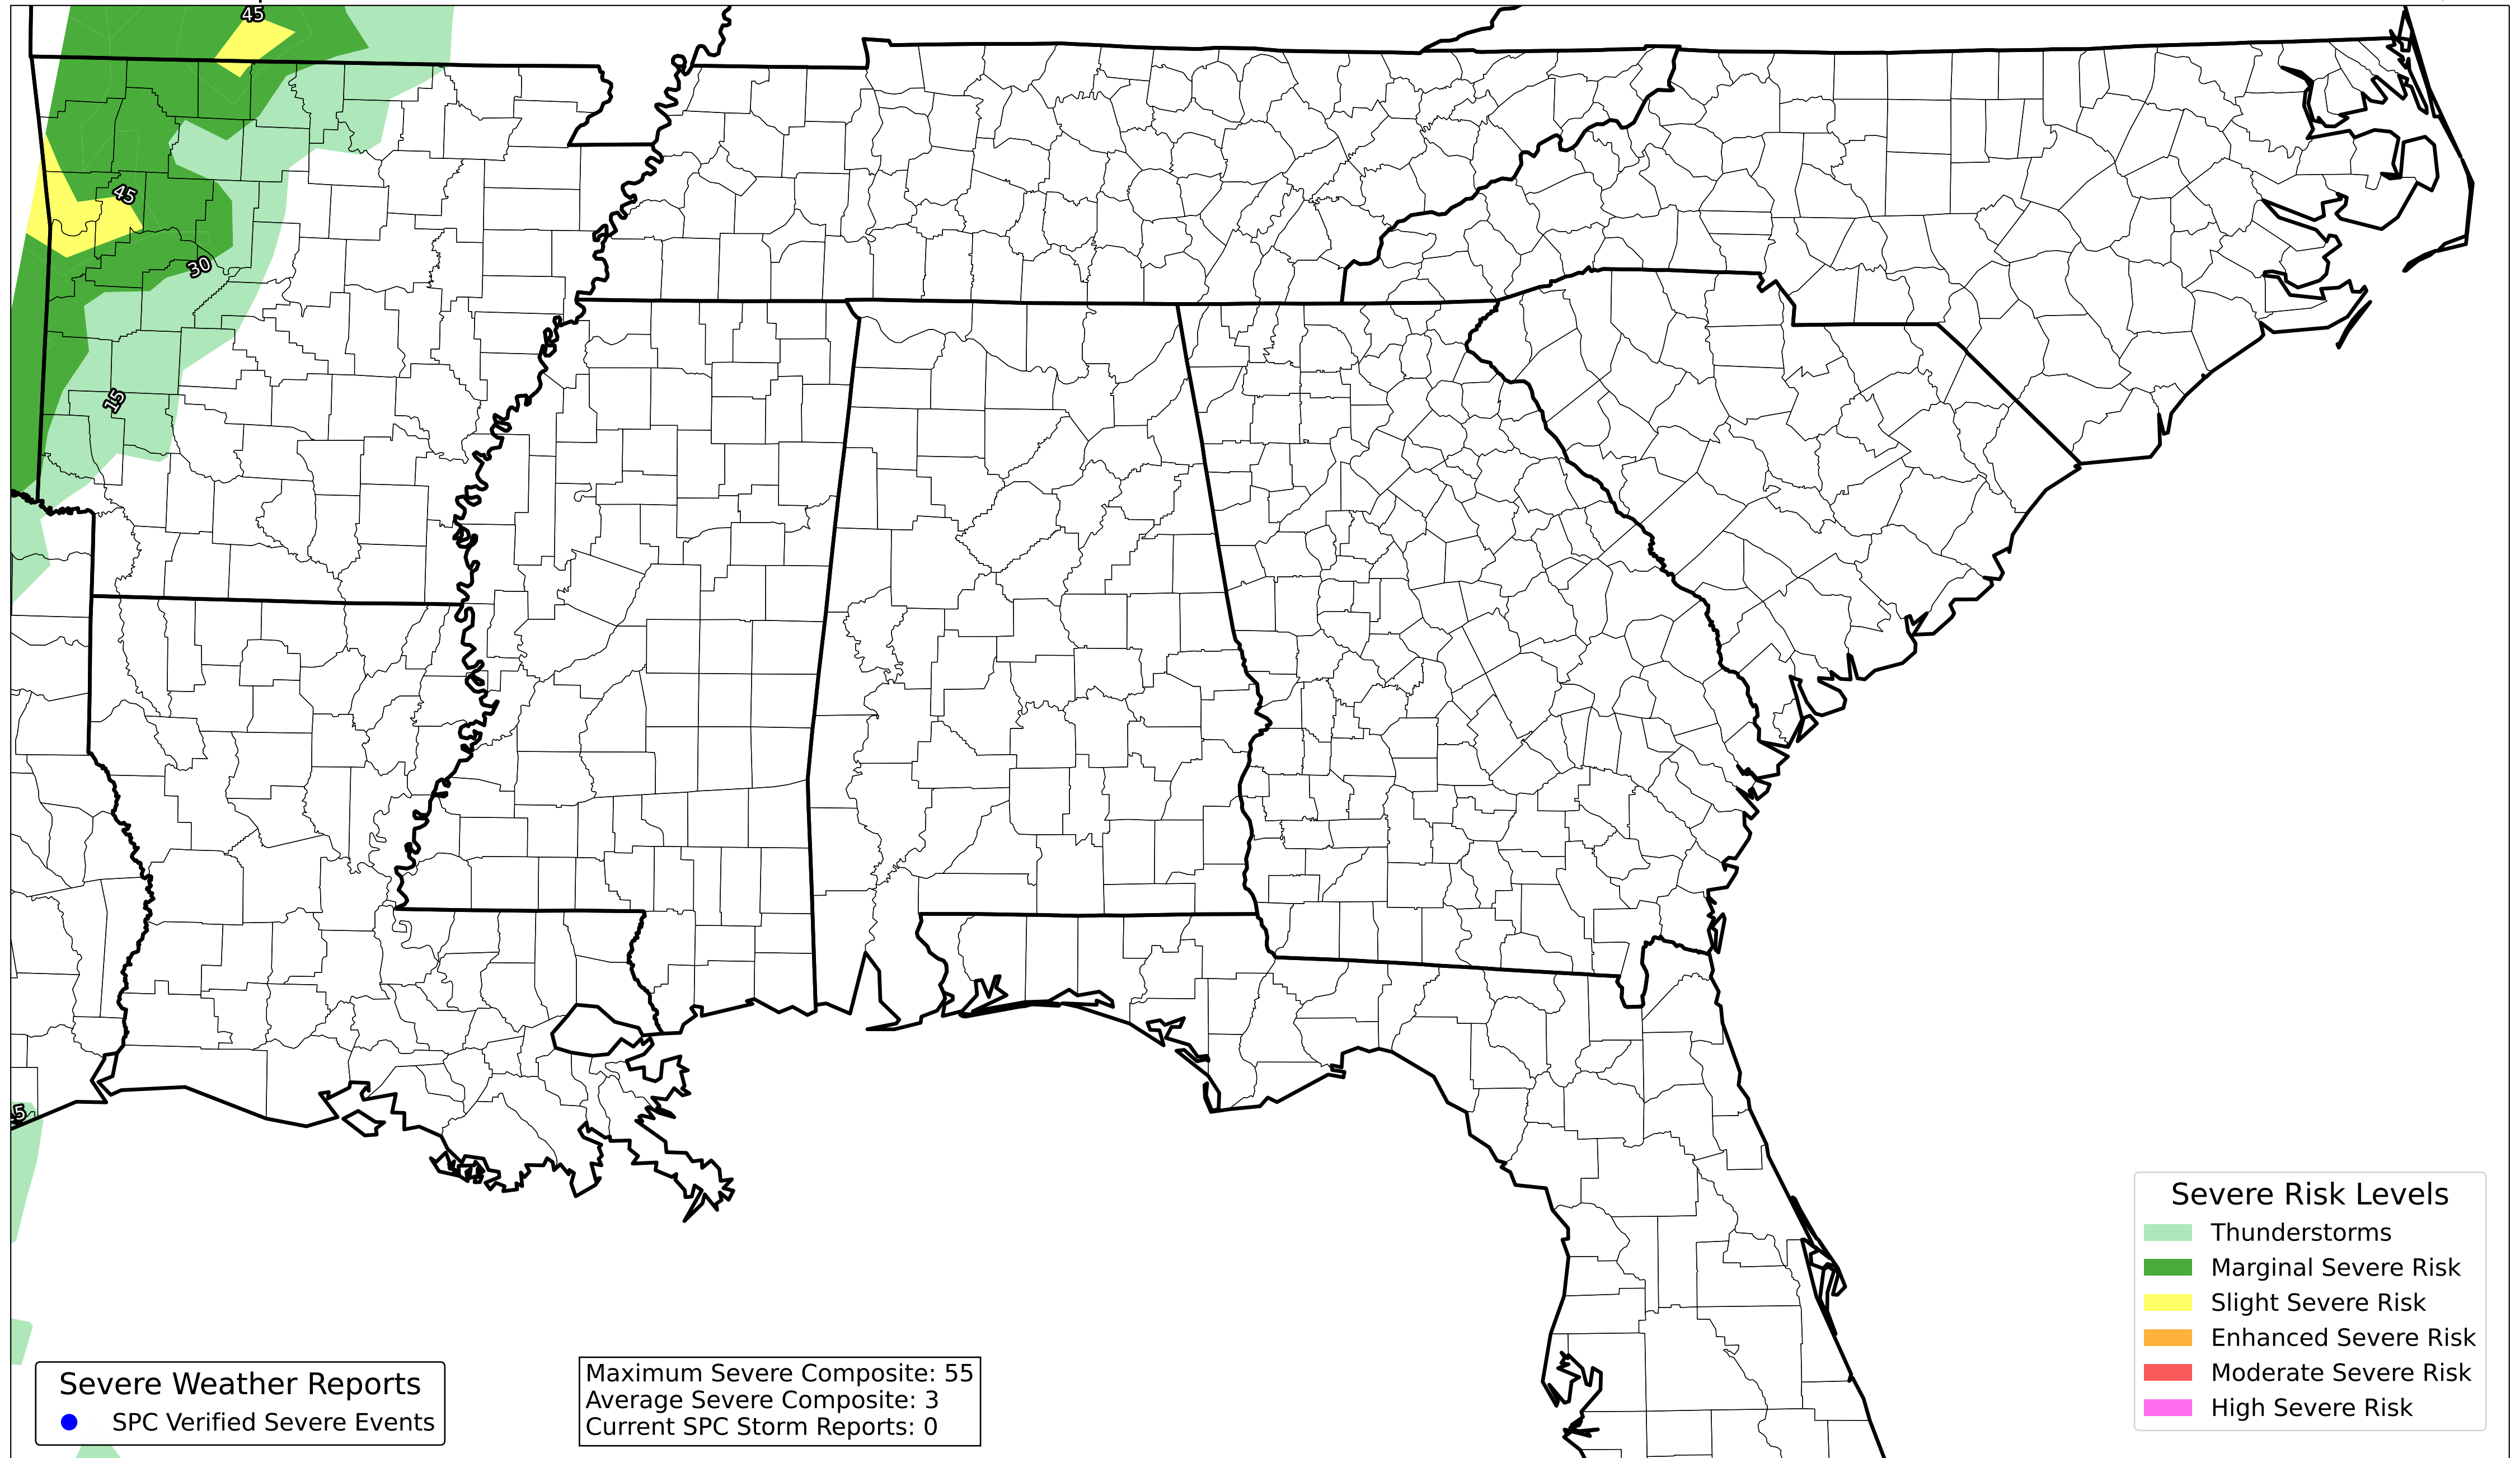 45
45
30
15
5
Severe Risk Levels
Thunderstorms
Marginal Severe Risk
Slight Severe Risk
Enhanced Severe Risk
Moderate Severe Risk
High Severe Risk
Severe Weather Reports
SPC Verified Severe Events
Maximum Severe Composite: 55
Average Severe Composite: 3
Current SPC Storm Reports: 0